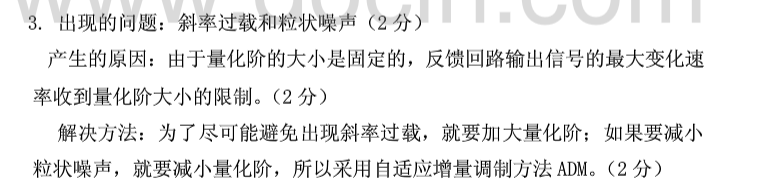 3. 出现的问题：斜率过载和粒状噪声（2 分）
产生的原因：由于量化阶的大小是固定的，反馈回路输出信号的最大变化速
率收到量化阶大小的限制。（2 分）
解决方法：为了尽可能避免出现斜率过载，就要加大量化阶；如果要减小
粒状噪声，就要减小量化阶，所以采用自适应增量调制方法 ADM。（2 分）